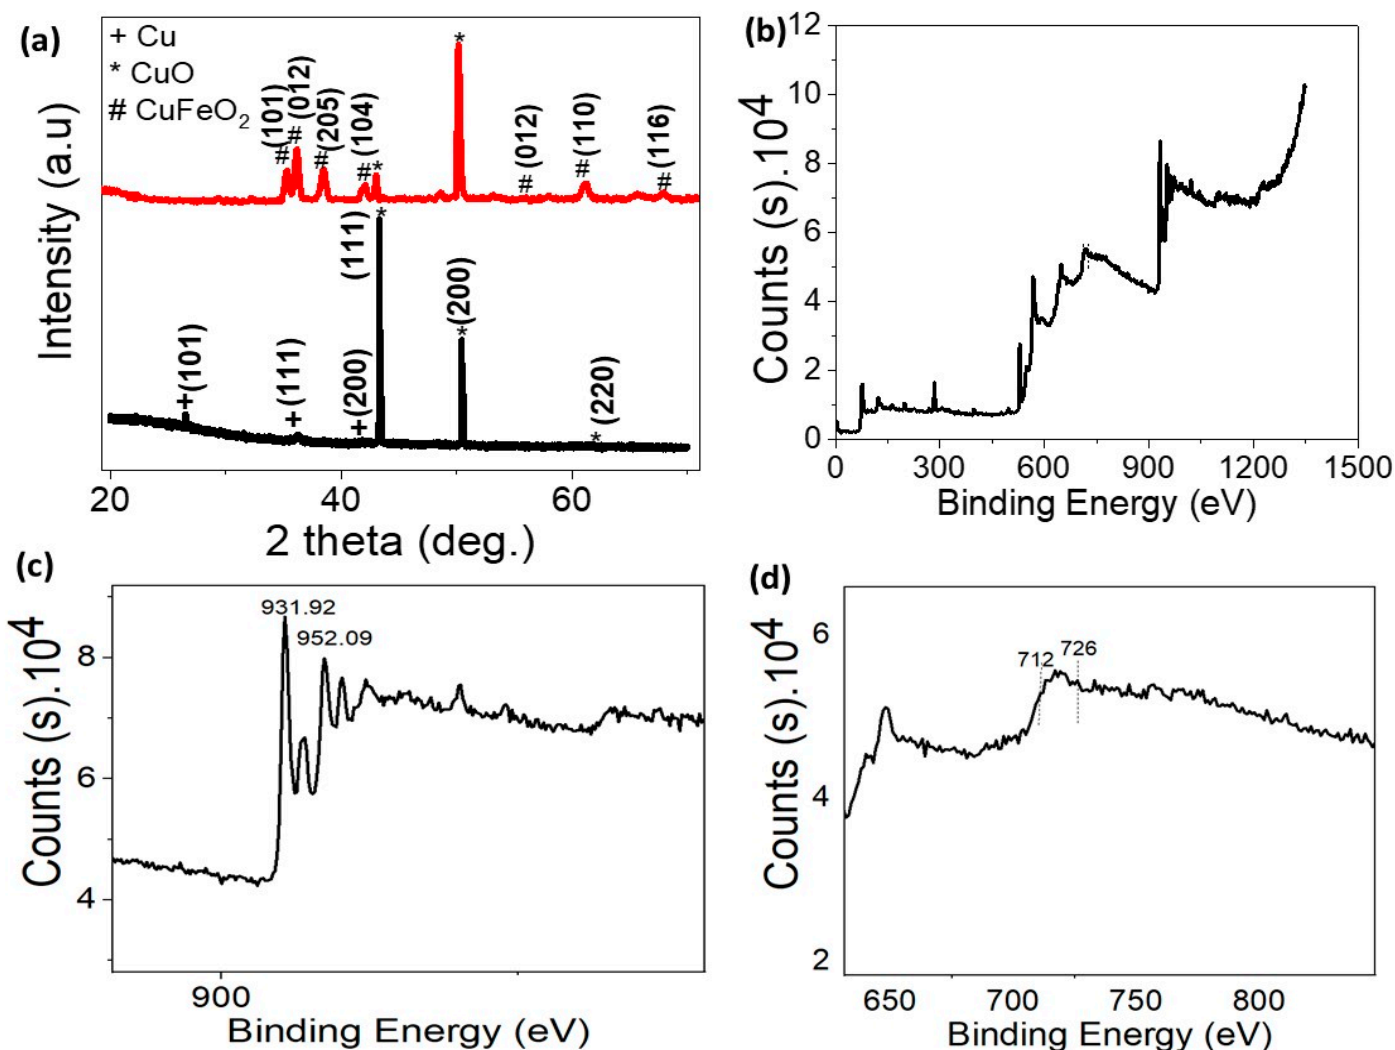 (a)
+ Cu
* CuO
# CuFeO2
#(101)
#(012)
#(205)
#(104)
*
*
#(012)
#(110)
#(116)
+(101)
+(111)
+(200)
(111)
*
*(200)
*(220)
Intensity (a.u)
20 40 60
2 theta (deg.)
(b)
12
10
8
6
4
2
0
Counts (s).10^4
0 300 600 900 1200 1500
Binding Energy (eV)
(c)
931.92
952.09
8
6
4
Counts (s).10^4
900
Binding Energy (eV)
(d)
712 726
6
4
2
Counts (s).10^4
650 700 750 800
Binding Energy (eV)